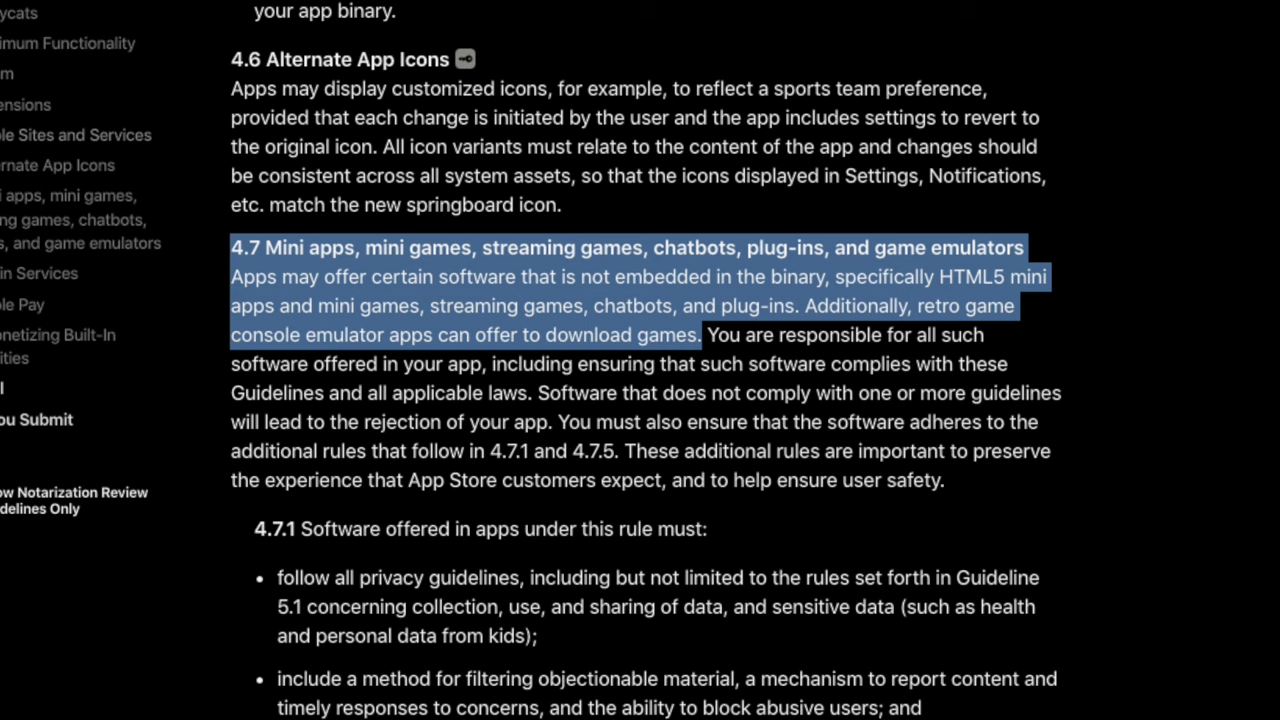 ycats
imum Functionality
m
ensions
le Sites and Services
rnate App Icons
i apps, mini games,
ng games, chatbots,
s, and game emulators
in Services
le Pay
onetizing Built-In
ities
l
ou Submit
ow Notarization Review
delines Only
your app binary.
4.6 Alternate App Icons
Apps may display customized icons, for example, to reflect a sports team preference,
provided that each change is initiated by the user and the app includes settings to revert to
the original icon. All icon variants must relate to the content of the app and changes should
be consistent across all system assets, so that the icons displayed in Settings, Notifications,
etc. match the new springboard icon.
4.7 Mini apps, mini games, streaming games, chatbots, plug-ins, and game emulators
Apps may offer certain software that is not embedded in the binary, specifically HTML5 mini
apps and mini games, streaming games, chatbots, and plug-ins. Additionally, retro game
console emulator apps can offer to download games. You are responsible for all such
software offered in your app, including ensuring that such software complies with these
Guidelines and all applicable laws. Software that does not comply with one or more guidelines
will lead to the rejection of your app. You must also ensure that the software adheres to the
additional rules that follow in 4.7.1 and 4.7.5. These additional rules are important to preserve
the experience that App Store customers expect, and to help ensure user safety.
4.7.1 Software offered in apps under this rule must:
• follow all privacy guidelines, including but not limited to the rules set forth in Guideline
5.1 concerning collection, use, and sharing of data, and sensitive data (such as health
and personal data from kids);
• include a method for filtering objectionable material, a mechanism to report content and
timely responses to concerns, and the ability to block abusive users; and